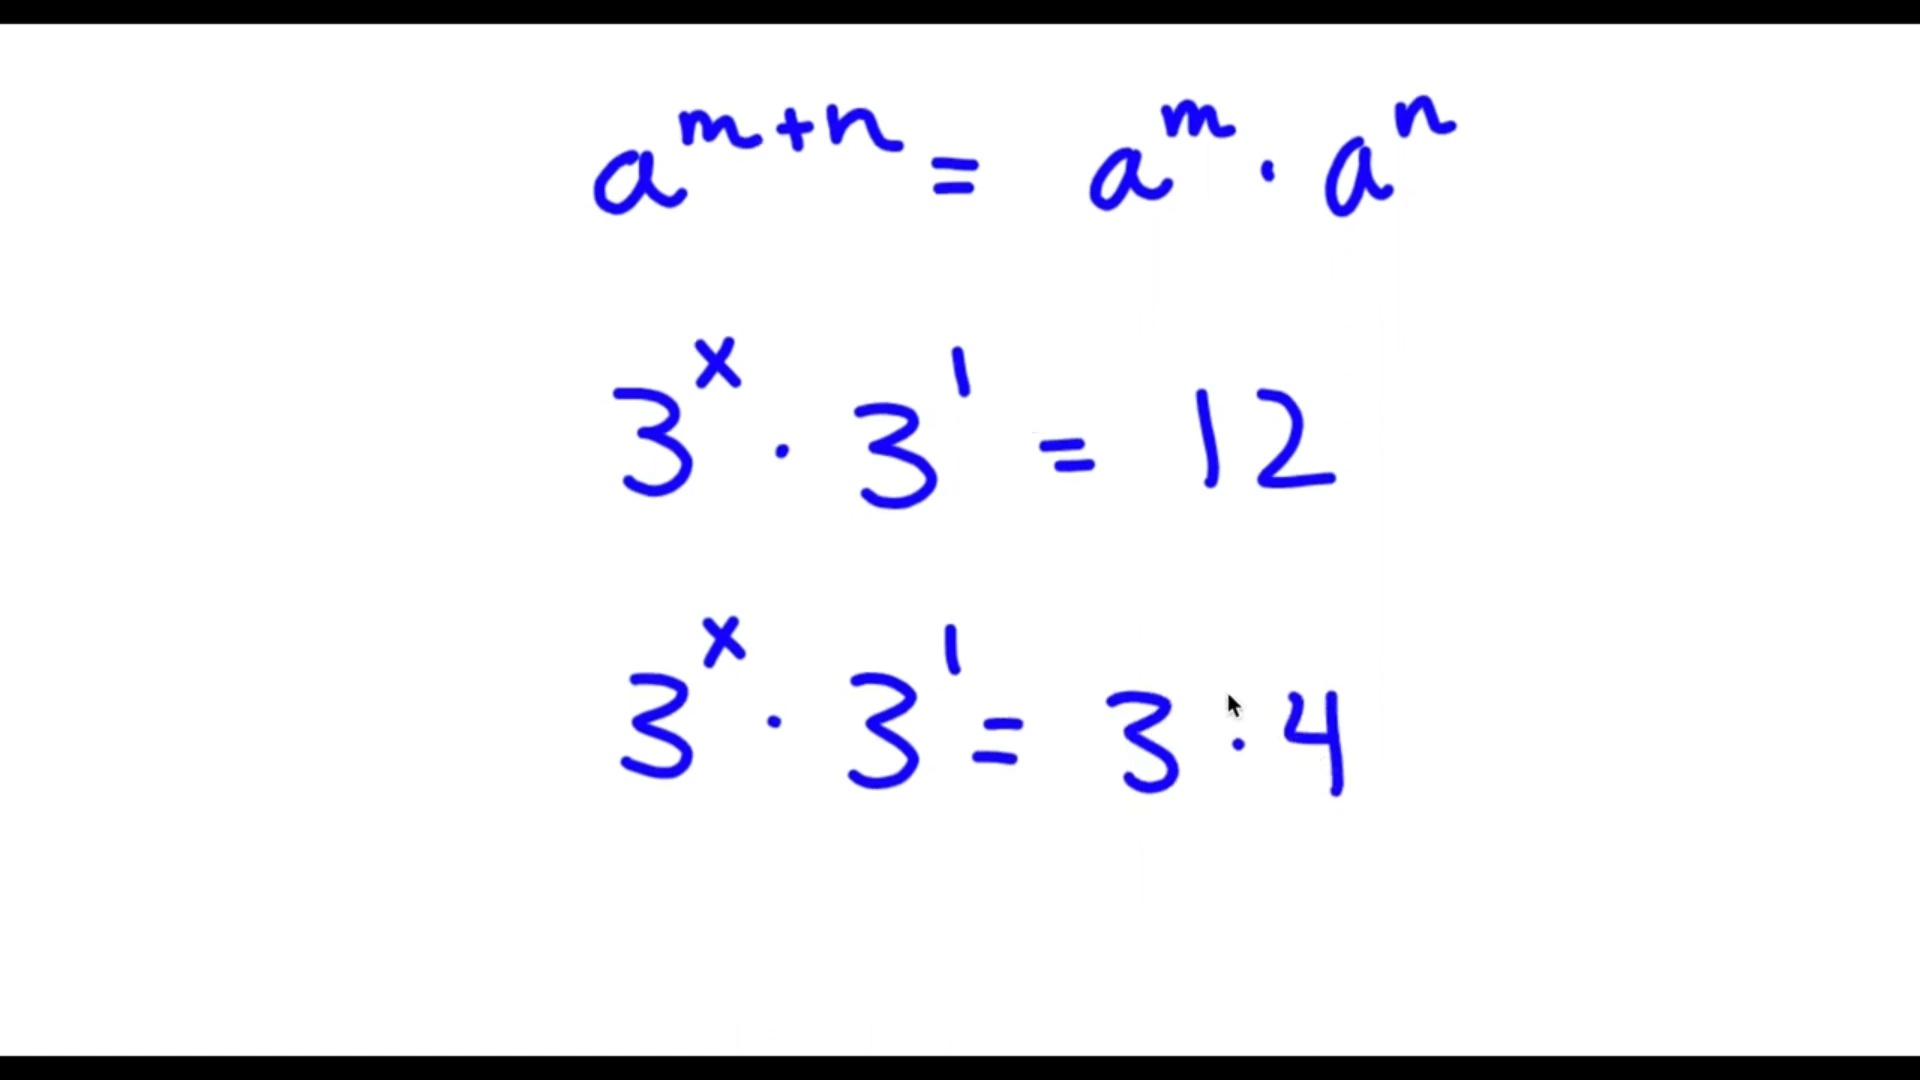 a^{m+n} = a^m · a^n
3^x · 3^1 = 12
3^x · 3^1 = 3 · 4